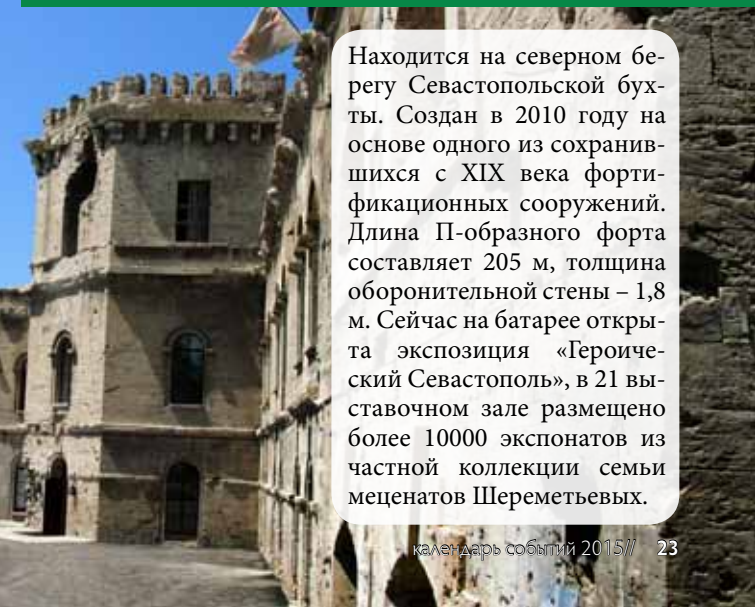 Находится на северном бе-
регу Севастопольской бух-
ты. Создан в 2010 году на
основе одного из сохранив-
шихся с XIX века форти-
фикационных сооружений.
Длина П-образного форта
составляет 205 м, толщина
оборонительной стены – 1,8
м. Сейчас на батарее откры-
та экспозиция «Героиче-
ский Севастополь», в 21 вы-
ставочном зале размещено
более 10000 экспонатов из
частной коллекции семьи
меценатов Шереметьевых.
календарь событий 2015// 23